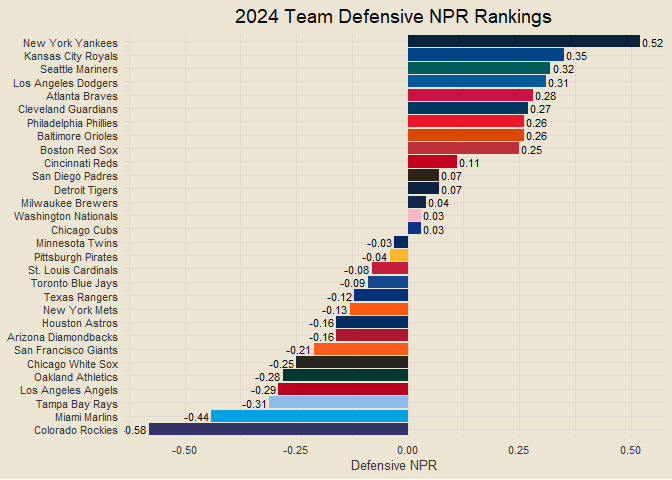 2024 Team Defensive NPR Rankings
New York Yankees 0.52
Kansas City Royals 0.35
Seattle Mariners 0.32
Los Angeles Dodgers 0.31
Atlanta Braves 0.28
Cleveland Guardians 0.27
Philadelphia Phillies 0.26
Baltimore Orioles 0.26
Boston Red Sox 0.25
Cincinnati Reds 0.11
San Diego Padres 0.07
Detroit Tigers 0.07
Milwaukee Brewers 0.04
Washington Nationals 0.03
Chicago Cubs 0.03
Minnesota Twins -0.03
Pittsburgh Pirates -0.04
St. Louis Cardinals -0.08
Toronto Blue Jays -0.09
Texas Rangers -0.12
New York Mets -0.13
Houston Astros -0.16
Arizona Diamondbacks -0.16
San Francisco Giants -0.21
Chicago White Sox -0.25
Oakland Athletics -0.28
Los Angeles Angels -0.29
Tampa Bay Rays -0.31
Miami Marlins -0.44
Colorado Rockies 0.58
-0.50 -0.25 0.00 0.25 0.50
Defensive NPR